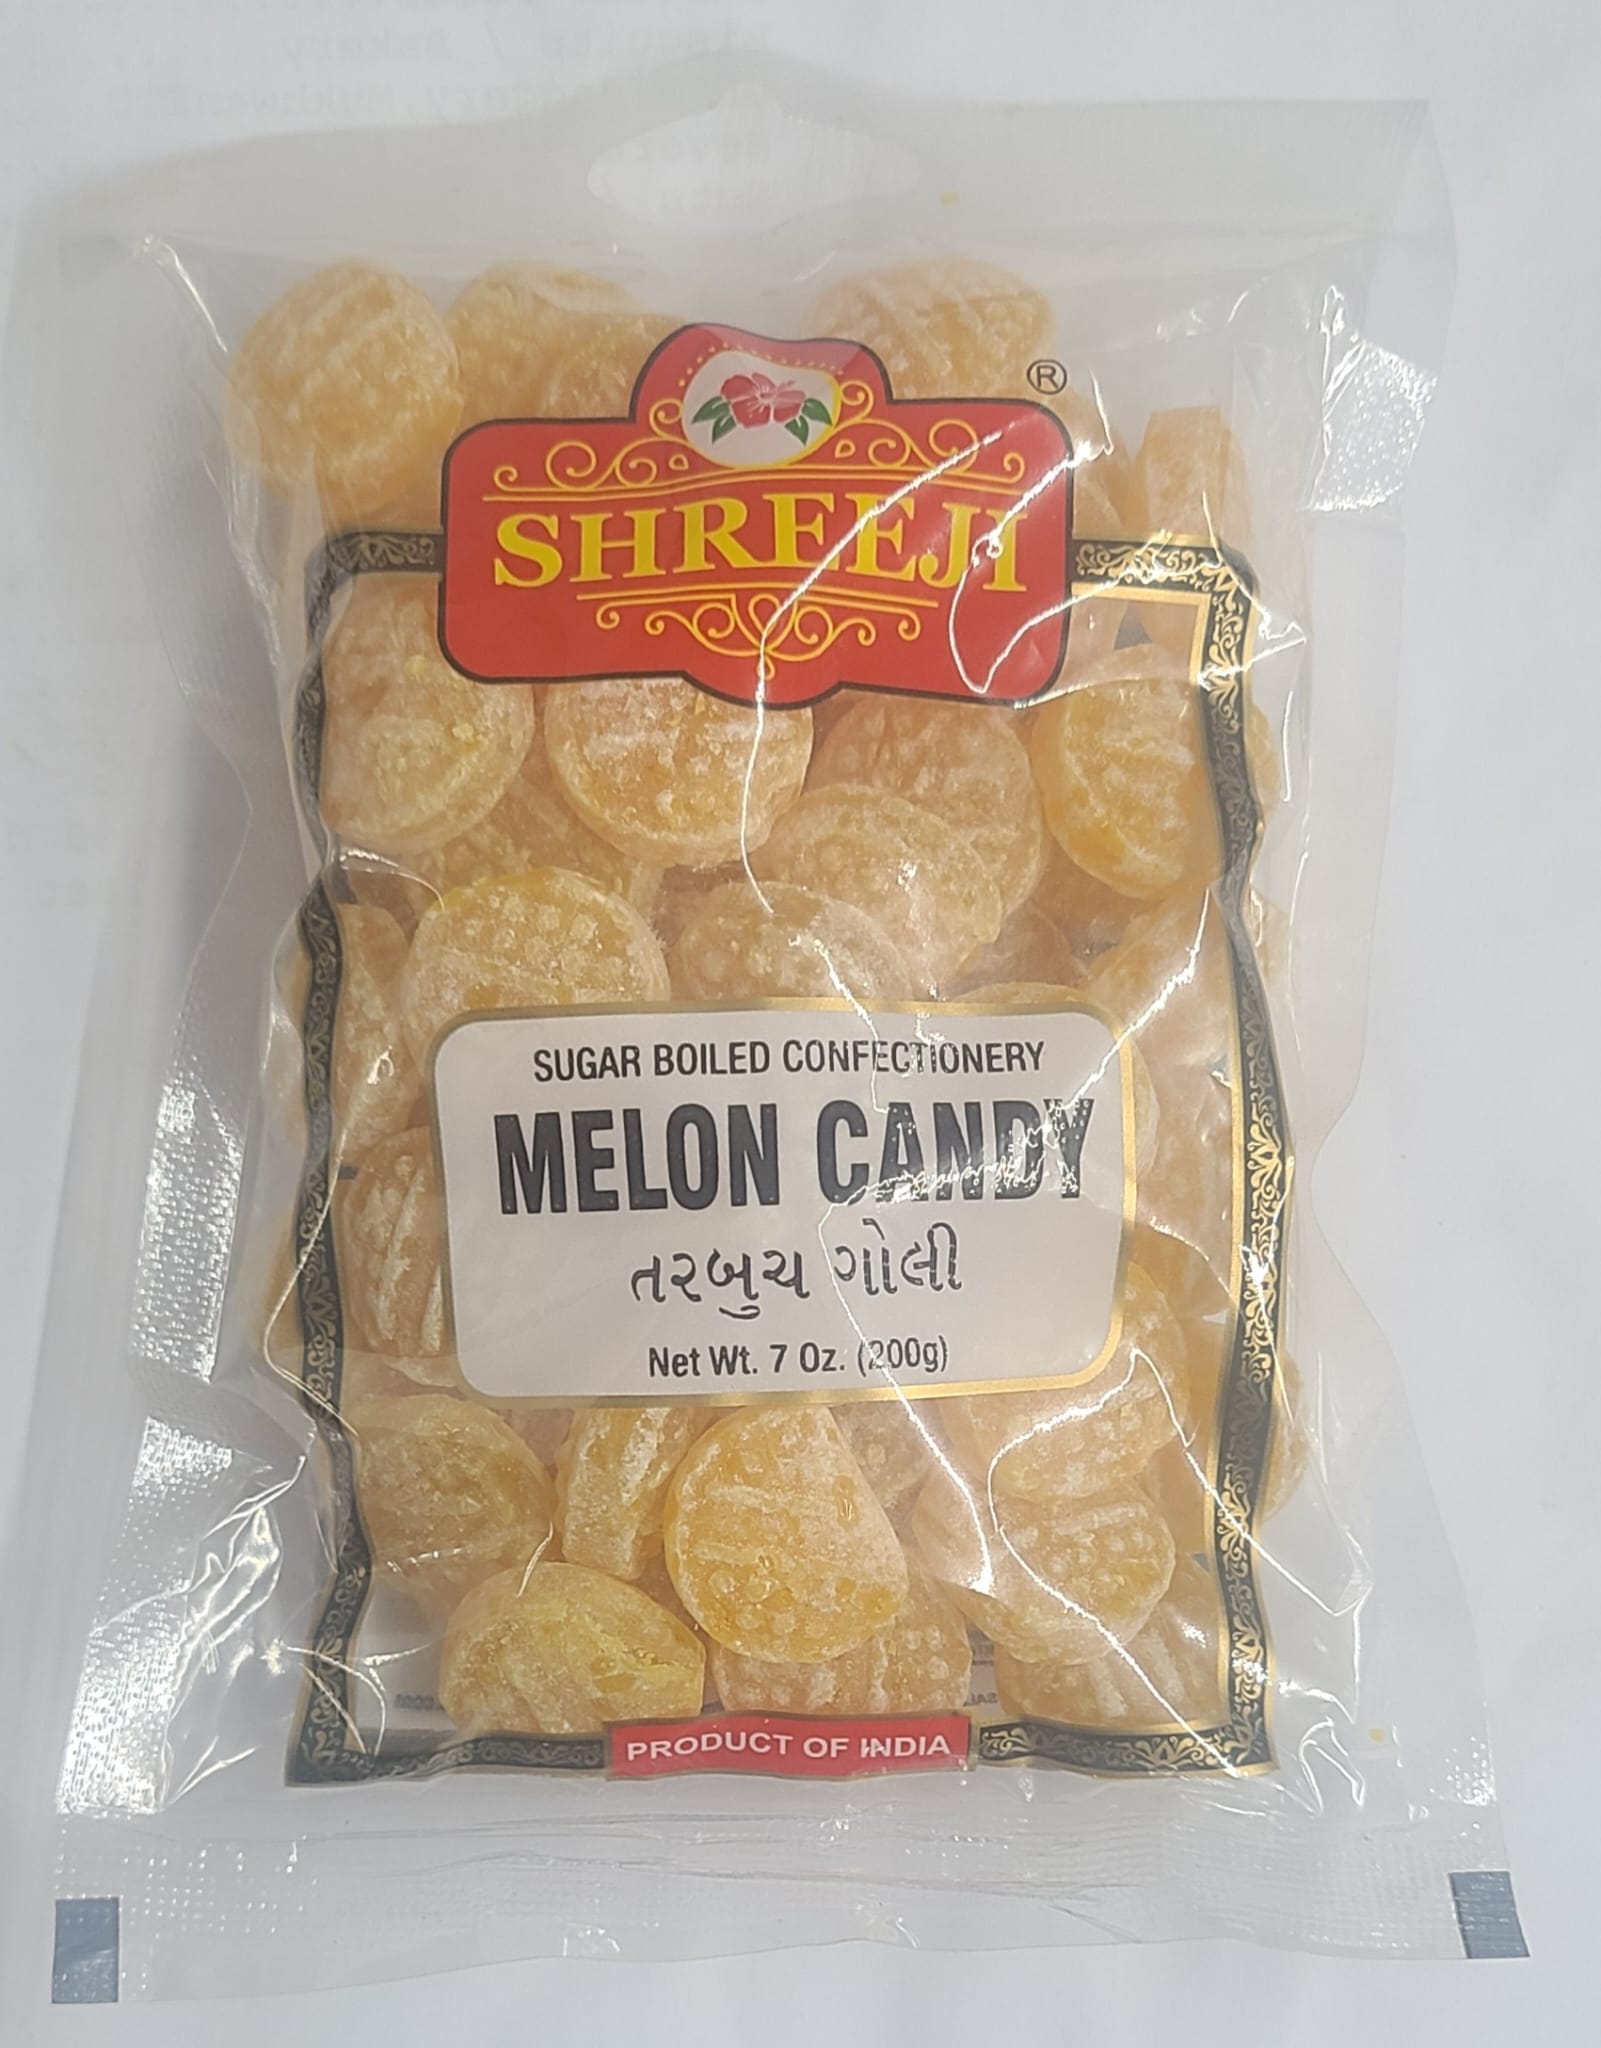 ®
SHREEJI
SUGAR BOILED CONFECTIONERY
MELON CANDY
તરબુચ ગોલી
Net Wt. 7 Oz. (200g)
PRODUCT OF INDIA